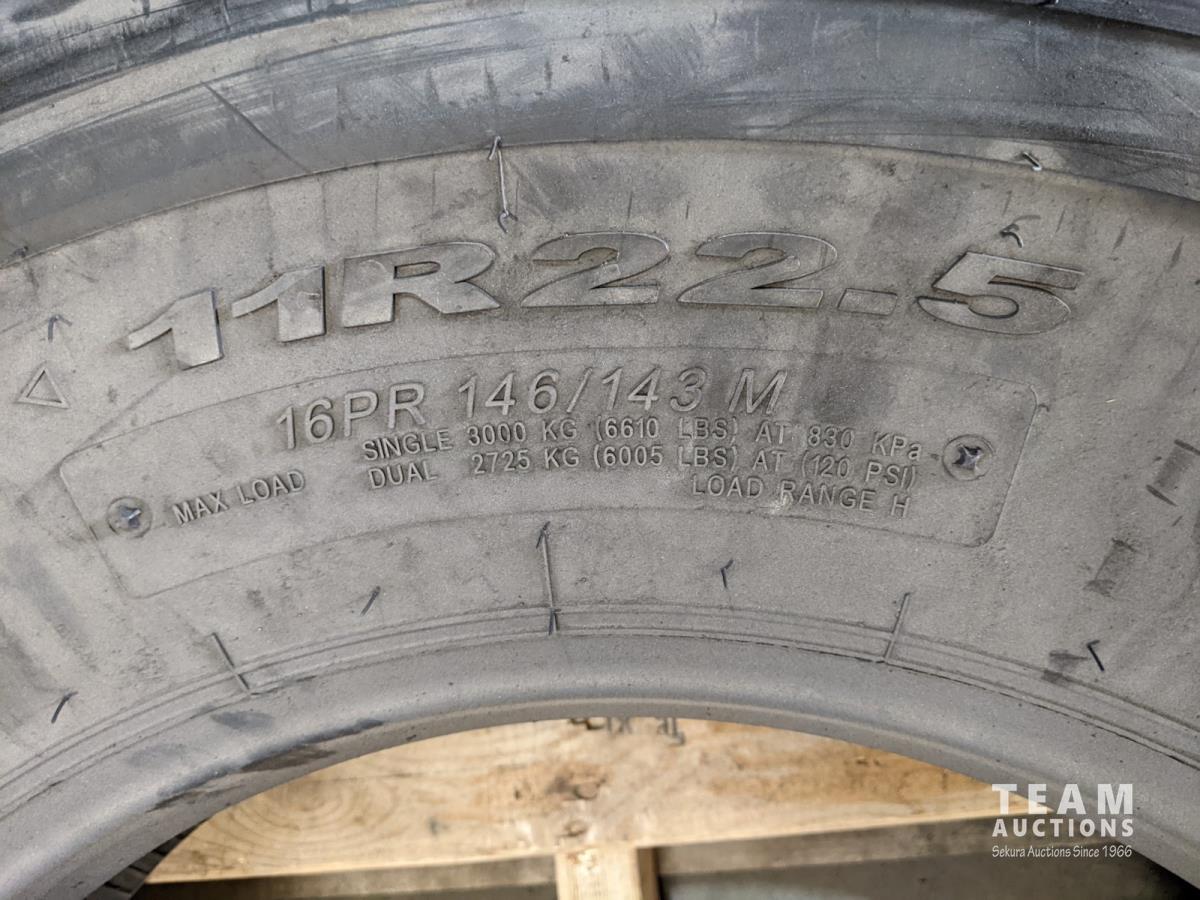 11R22.5
16PR 146/143 M
SINGLE 3000 KG (6610 LBS) AT 830 KPa
MAX LOAD DUAL 2725 KG (6005 LBS) AT (120 PSI)
LOAD RANGE H
TEAM
AUCTIONS
Sekura Auctions Since 1966